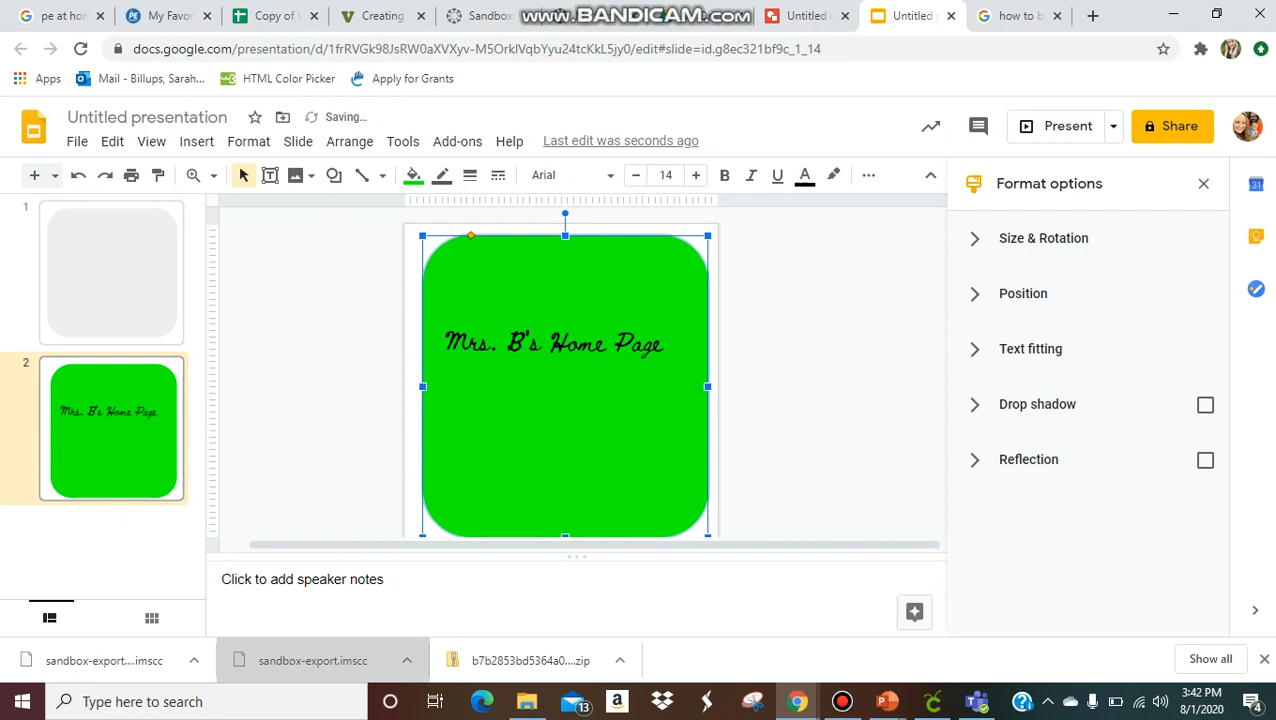 pe at hom
My Pavo
Copy of V
Creating
Sandbox
www.BANDICAM.com
Untitled
Untitled p
how to b
docs.google.com/presentation/d/1frRVGk98JsRW0aXVXyv-M5OrkIVqbYyu24tcKkL5jy0/edit#slide=id.g8ec321bf9c_1_14
Apps
Mail - Billups, Sarah...
HTML Color Picker
Apply for Grants
Untitled presentation
Saving...
File Edit View Insert Format Slide Arrange Tools Add-ons Help Last edit was seconds ago
Present
Share
Arial
14
B I U A
Format options
1
Size & Rotation
Position
Mrs. B's Home Page
Text fitting
2
Mrs. B's Home Page
Drop shadow
Reflection
Click to add speaker notes
sandbox-export....imscc
sandbox-export.imscc
b7b2853bd5364a0....zip
Show all
Type here to search
13
3:42 PM
8/1/2020
4